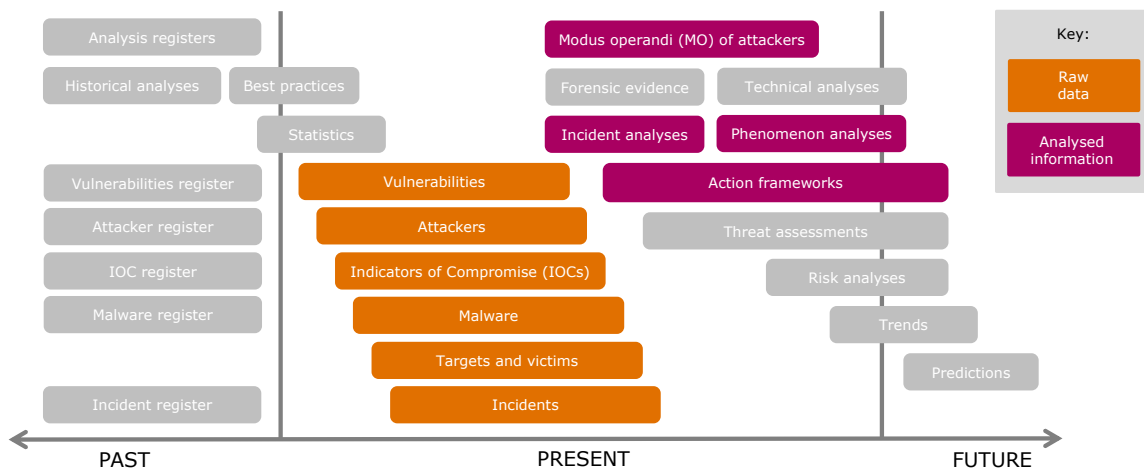 Analysis registers
Modus operandi (MO) of attackers
Key:
Historical analyses
Best practices
Forensic evidence
Technical analyses
Raw
data
Statistics
Incident analyses
Phenomenon analyses
Analysed
information
Vulnerabilities register
Vulnerabilities
Action frameworks
Attacker register
Attackers
Threat assessments
IOC register
Indicators of Compromise (IOCs)
Risk analyses
Malware register
Malware
Trends
Targets and victims
Predictions
Incident register
Incidents
PAST
PRESENT
FUTURE